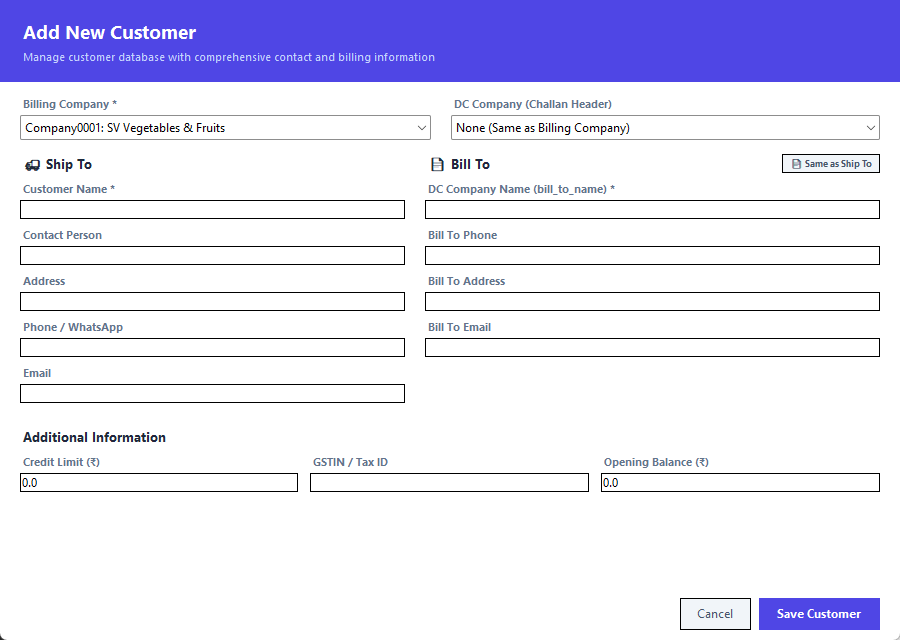 Add New Customer
Manage customer database with comprehensive contact and billing information
Billing Company *
DC Company (Challan Header)
Company0001: SV Vegetables & Fruits
None (Same as Billing Company)
Ship To
Bill To
Same as Ship To
Customer Name *
DC Company Name (bill_to_name) *
Contact Person
Bill To Phone
Address
Bill To Address
Phone / WhatsApp
Bill To Email
Email
Additional Information
Credit Limit (₹)
GSTIN / Tax ID
Opening Balance (₹)
0.0
0.0
Cancel
Save Customer